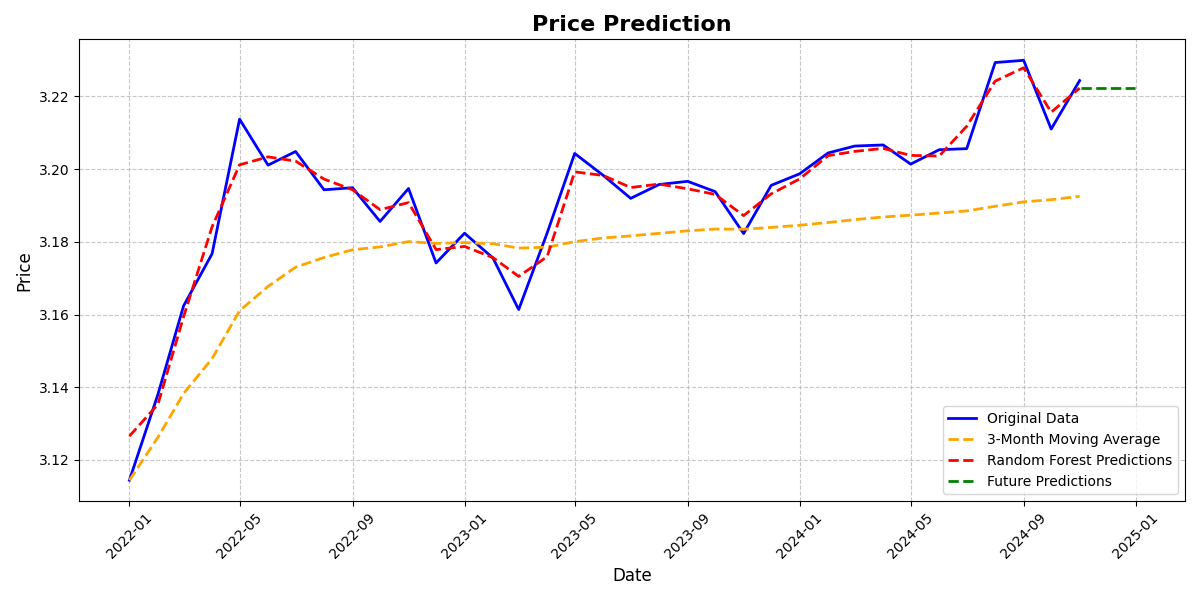 Price Prediction
Price
3.22
3.20
3.18
3.16
3.14
3.12
2022-01
2022-05
2022-09
2023-01
2023-05
2023-09
2024-01
2024-05
2024-09
2025-01
Date
Original Data
3-Month Moving Average
Random Forest Predictions
Future Predictions